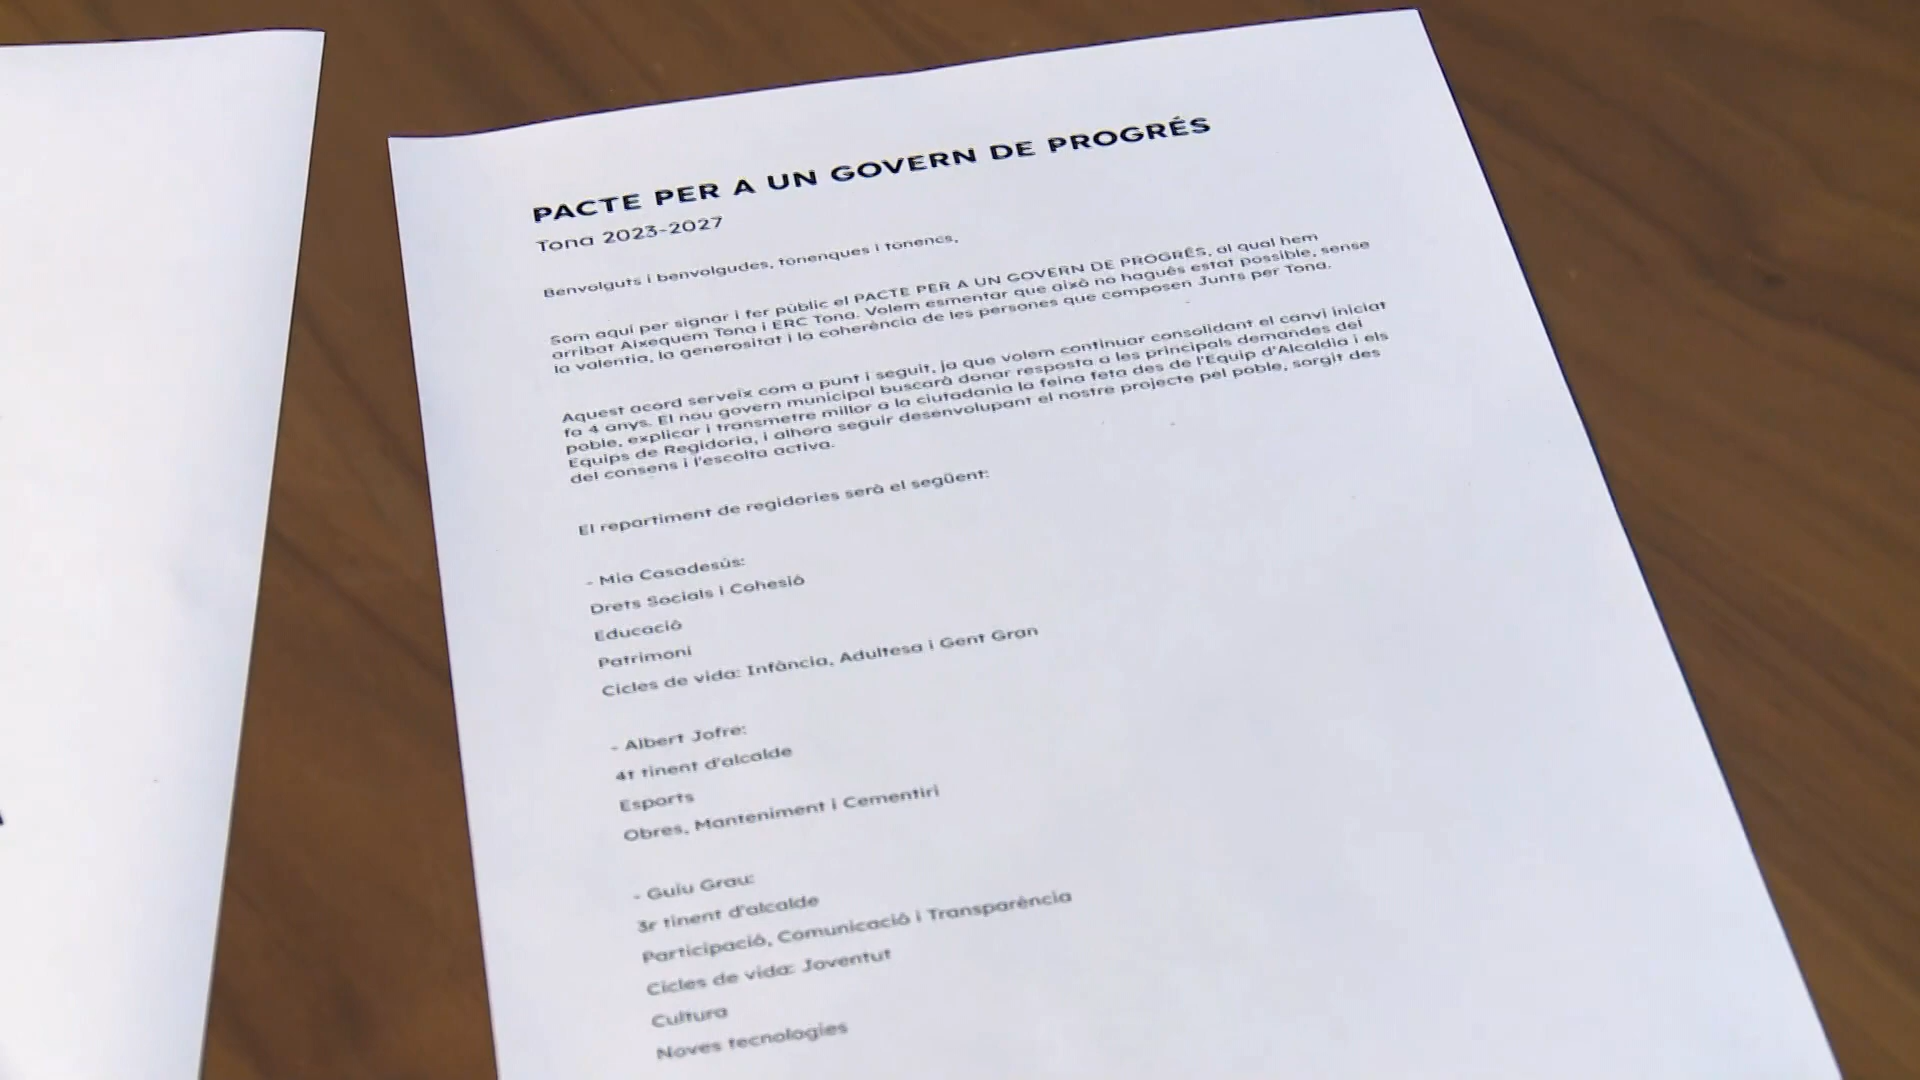 PACTE PER A UN GOVERN DE PROGRÉS
Tona 2023-2027
Benvolguts i benvolgudes, tonenques i tonencs,
Som aquí per signar i fer públic el PACTE PER A UN GOVERN DE PROGRÉS, al qual hem
arribat Aixequem Tona i ERC Tona. Volem esmentar que això no hagués estat possible, sense
la valentia, la generositat i la coherència de les persones que composen Junts per Tona.
Aquest acord serveix com a punt i seguit, ja que volem continuar consolidant el canvi iniciat
fa 4 anys. El nou govern municipal buscarà donar resposta a les principals demandes del
poble, explicar i transmetre millor a la ciutadania la feina feta des de l'Equip d'Alcaldia i els
Equips de Regidoria, i alhora seguir desenvolupant el nostre projecte pel poble, sorgit des
del consens i l'escolta activa.
El repartiment de regidories serà el següent:
- Mia Casadesús:
Drets Socials i Cohesió
Educació
Patrimoni
Cicles de vida: Infància, Adultesa i Gent Gran
- Albert Jofre:
4t tinent d'alcalde
Esports
Obres, Manteniment i Cementiri
- Guiu Grau:
3r tinent d'alcalde
Participació, Comunicació i Transparència
Cicles de vida: Joventut
Cultura
Noves tecnologies